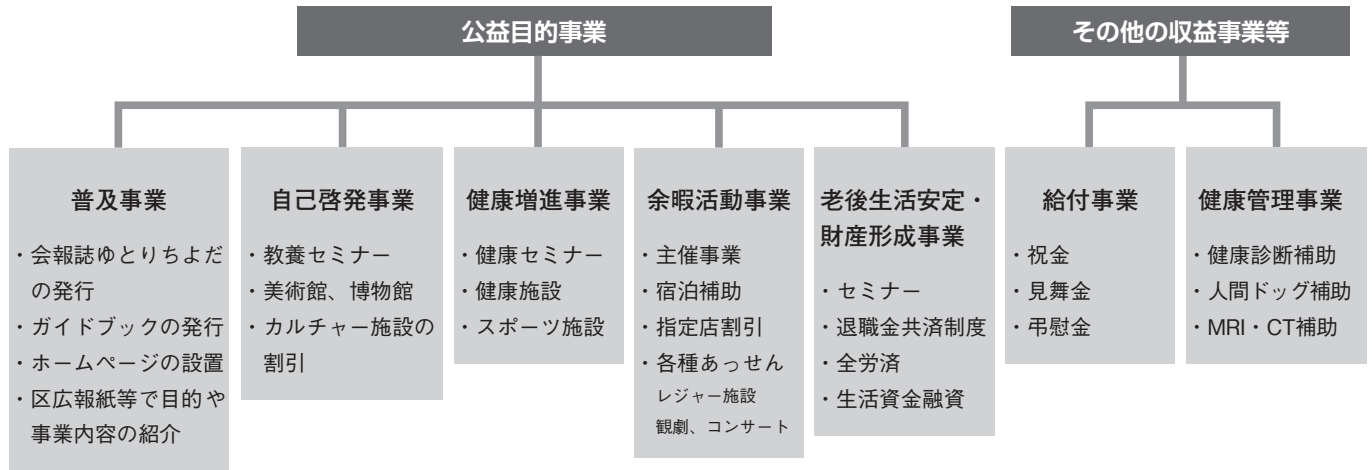 公益目的事業
その他の収益事業等
普及事業
・会報誌ゆとりちよだ
の発行
・ガイドブックの発行
・ホームページの設置
・区広報紙等で目的や
事業内容の紹介
自己啓発事業
・教養セミナー
・美術館、博物館
・カルチャー施設の
割引
健康増進事業
・健康セミナー
・健康施設
・スポーツ施設
余暇活動事業
・主催事業
・宿泊補助
・指定店割引
・各種あっせん
レジャー施設
観劇、コンサート
老後生活安定・
財産形成事業
・セミナー
・退職金共済制度
・全労済
・生活資金融資
給付事業
・祝金
・見舞金
・弔慰金
健康管理事業
・健康診断補助
・人間ドッグ補助
・MRI・CT補助